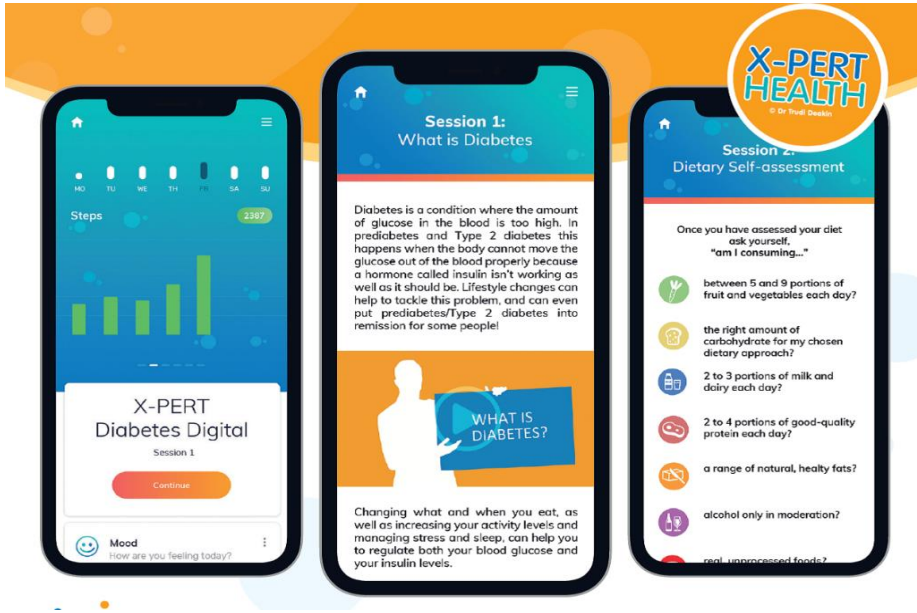 X-PERT
HEALTH
© Dr Trudi Deakin
MO TU WE TH FR SA SU
Steps
2387
X-PERT
Diabetes Digital
Session 1
Continue
Mood
How are you feeling today?
Session 1:
What is Diabetes
Diabetes is a condition where the amount
of glucose in the blood is too high. In
prediabetes and Type 2 diabetes this
happens when the body cannot move the
glucose out of the blood properly because
a hormone called insulin isn't working as
well as it should be. Lifestyle changes can
help to tackle this problem, and can even
put prediabetes/Type 2 diabetes into
remission for some people!
WHAT IS
DIABETES?
Changing what and when you eat, as
well as increasing your activity levels and
managing stress and sleep, can help you
to regulate both your blood glucose and
your insulin levels.
Session 2:
Dietary Self-assessment
Once you have assessed your diet
ask yourself,
"am I consuming..."
between 5 and 9 portions of
fruit and vegetables each day?
the right amount of
carbohydrate for my chosen
dietary approach?
2 to 3 portions of milk and
dairy each day?
2 to 4 portions of good-quality
protein each day?
a range of natural, healty fats?
alcohol only in moderation?
real, unprocessed foods?